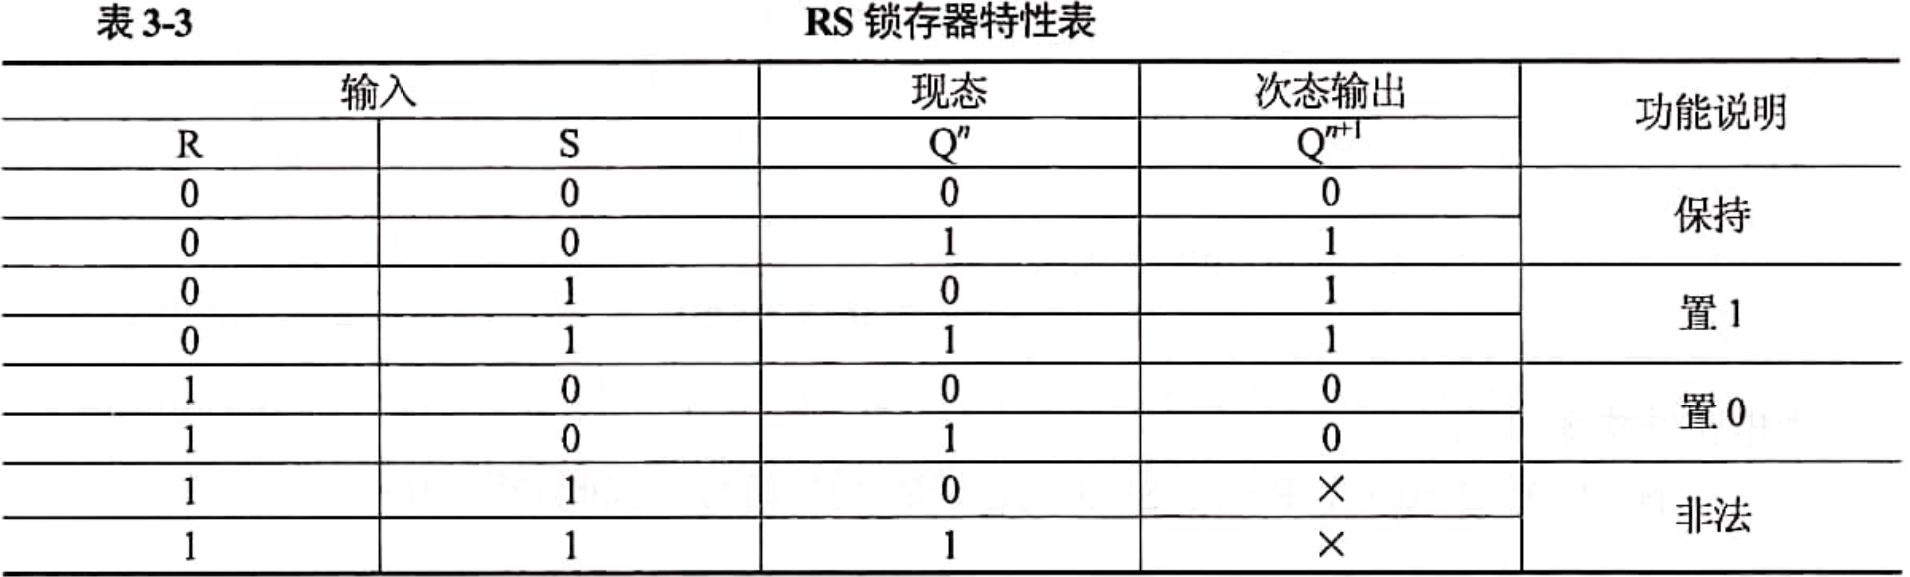 表 3-3 RS 锁存器特性表
输入 现态 次态输出 功能说明
R S Qⁿ Qⁿ⁺¹
0 0 0 0 保持
0 0 1 1
0 1 0 1 置 1
0 1 1 1
1 0 0 0 置 0
1 0 1 0
1 1 0 × 非法
1 1 1 ×